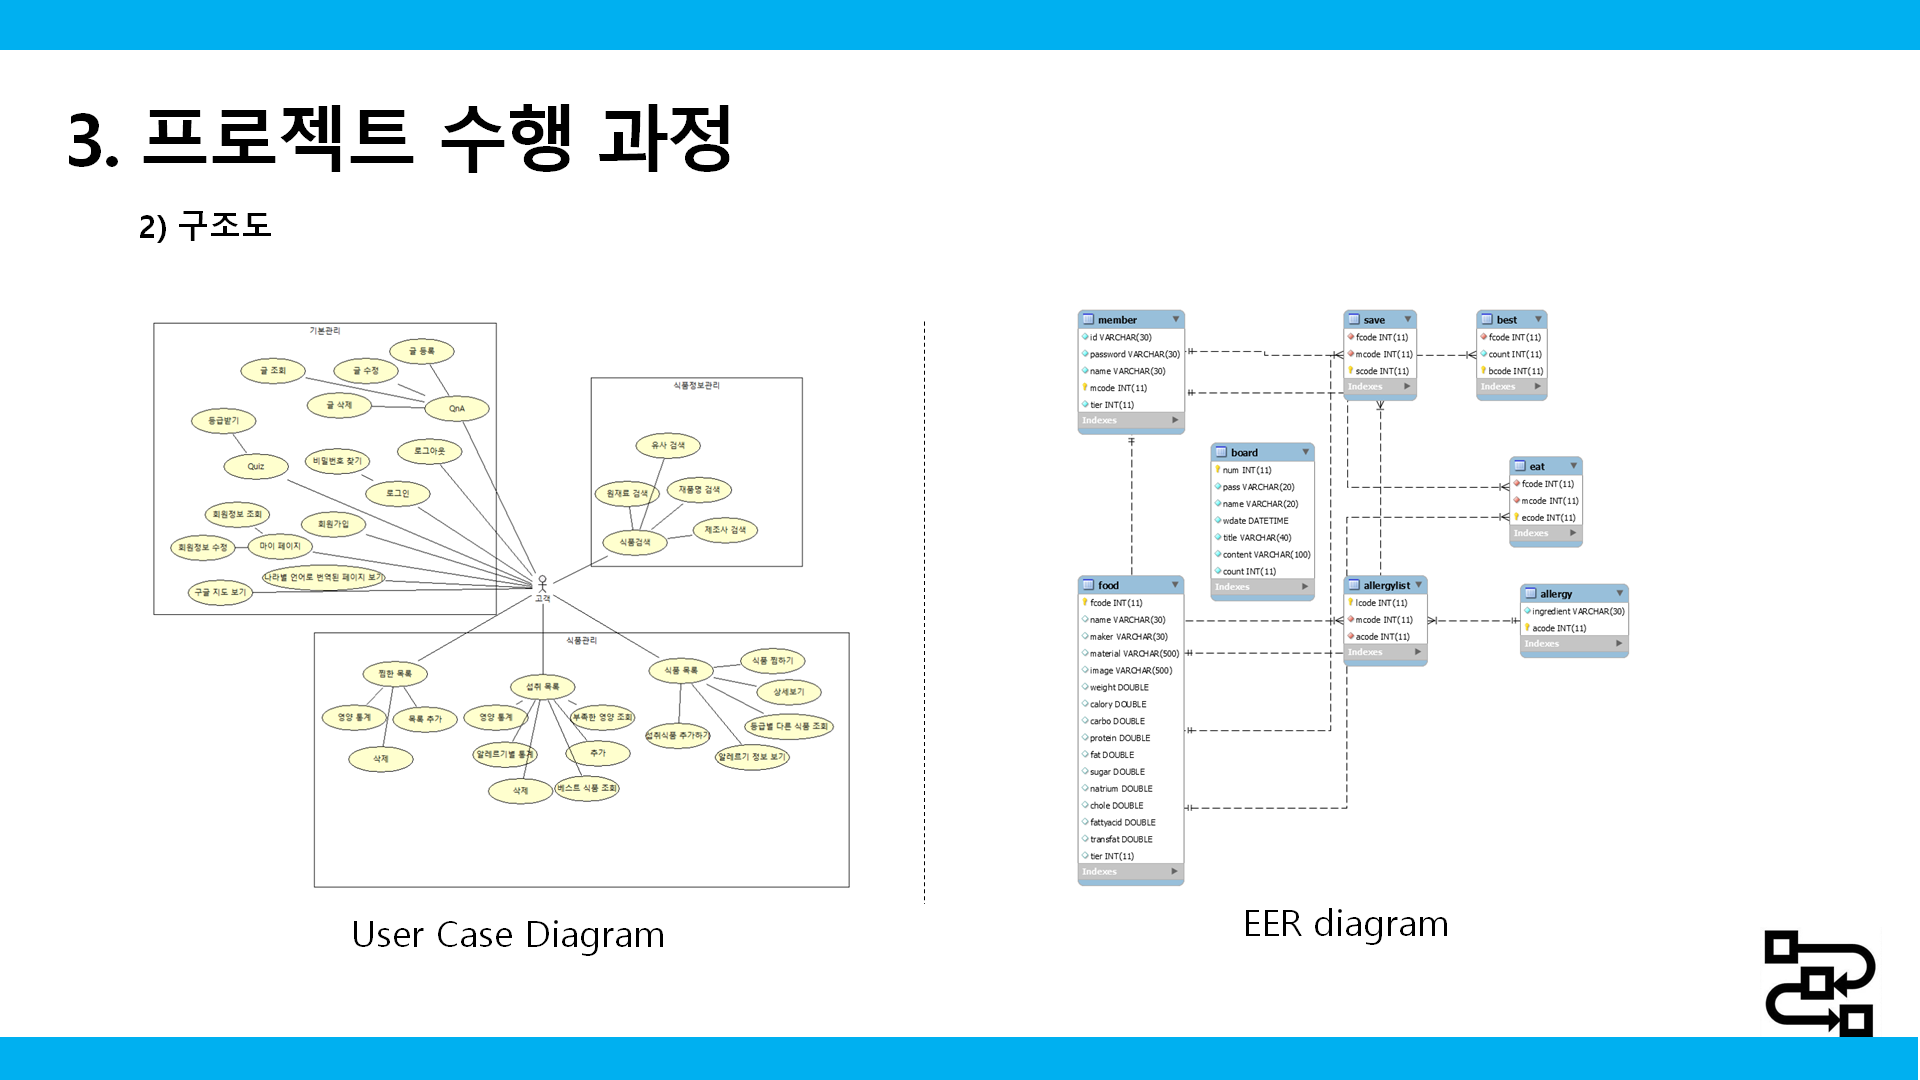 3. 프로젝트 수행 과정
2) 구조도
기본관리
글 등록
글 조회
글 수정
글 삭제
QnA
등급받기
Quiz
비밀번호 찾기
로그아웃
로그인
회원정보 조회
회원가입
회원정보 수정
마이 페이지
나라별 언어로 번역된 페이지 보기
구글 지도 보기
고객
식품정보관리
유사 검색
원재료 검색
제품명 검색
제조사 검색
식품검색
식품관리
찜한 목록
영양 통계
목록 추가
삭제
섭취 목록
영양 통계
부족한 영양 조회
알레르기별 통계
추가
삭제
베스트 식품 조회
식품 목록
식품 찜하기
상세보기
등급별 다른 식품 조회
섭취식품 추가하기
알레르기 정보 보기
User Case Diagram
member
id VARCHAR(30)
password VARCHAR(30)
name VARCHAR(30)
mcode INT(11)
tier INT(11)
Indexes
save
fcode INT(11)
mcode INT(11)
scode INT(11)
Indexes
best
fcode INT(11)
count INT(11)
bcode INT(11)
Indexes
board
num INT(11)
pass VARCHAR(20)
name VARCHAR(20)
wdate DATETIME
title VARCHAR(40)
content VARCHAR(100)
count INT(11)
Indexes
eat
fcode INT(11)
mcode INT(11)
ecode INT(11)
Indexes
food
fcode INT(11)
name VARCHAR(30)
maker VARCHAR(30)
material VARCHAR(500)
image VARCHAR(500)
weight DOUBLE
calory DOUBLE
carbo DOUBLE
protein DOUBLE
fat DOUBLE
sugar DOUBLE
natrium DOUBLE
chole DOUBLE
fattyacid DOUBLE
transfat DOUBLE
tier INT(11)
Indexes
allergylist
lcode INT(11)
mcode INT(11)
acode INT(11)
Indexes
allergy
ingredient VARCHAR(30)
acode INT(11)
Indexes
EER diagram